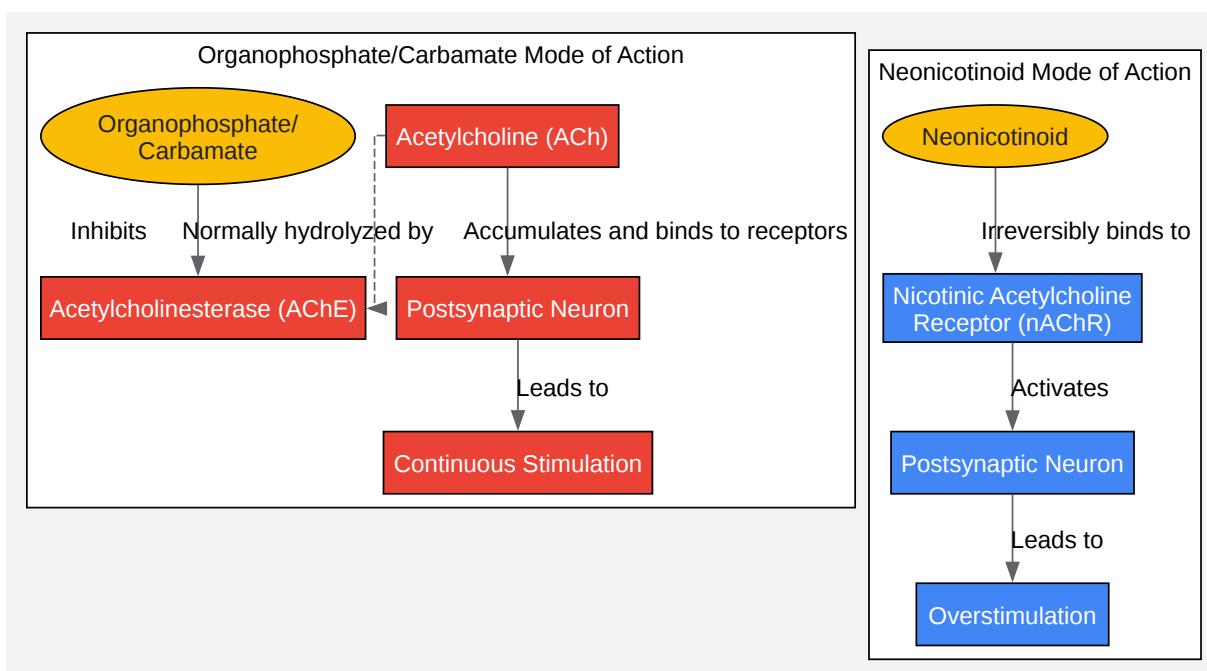 Organophosphate/Carbamate Mode of Action
Organophosphate/
Carbamate
Acetylcholine (ACh)
Inhibits
Normally hydrolyzed by
Accumulates and binds to receptors
Acetylcholinesterase (AChE)
Postsynaptic Neuron
Leads to
Continuous Stimulation
Neonicotinoid Mode of Action
Neonicotinoid
Irreversibly binds to
Nicotinic Acetylcholine
Receptor (nAChR)
Activates
Postsynaptic Neuron
Leads to
Overstimulation